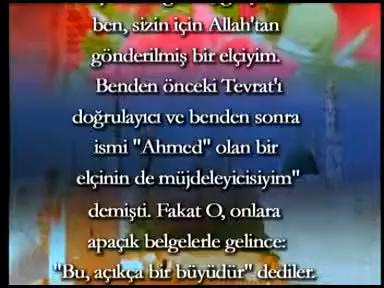 ben, sizin için Allah'tan
gönderilmiş bir elçiyim.
Benden önceki Tevrat'ı
doğrulayıcı ve benden sonra
ismi "Ahmed" olan bir
elçinin de müjdeleyicisiyim"
demişti. Fakat O, onlara
apaçık belgelerle gelince:
"Bu, açıkça bir büyüdür" dediler.